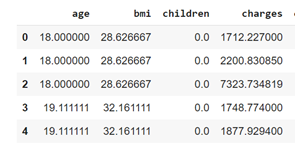 age bmi children charges
0 18.000000 28.626667 0.0 1712.227000
1 18.000000 28.626667 0.0 2200.830850
2 18.000000 28.626667 0.0 7323.734819
3 19.111111 32.161111 0.0 1748.774000
4 19.111111 32.161111 0.0 1877.929400